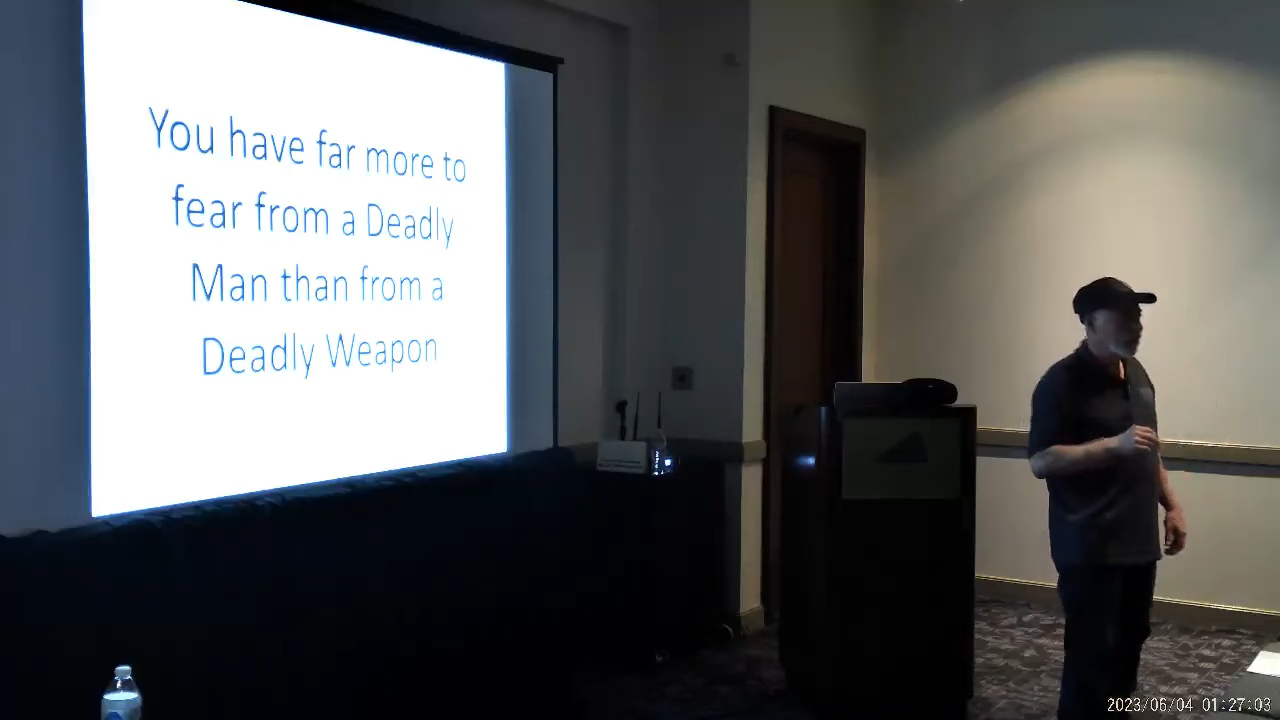 You have far more to
fear from a Deadly
Man than from a
Deadly Weapon
2023/06/04 01:27:03